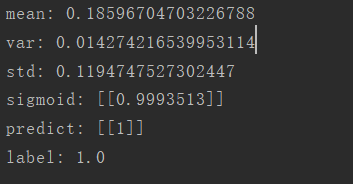 mean: 0.18596704703226788
var: 0.014274216539953114
std: 0.1194747527302447
sigmoid: [[0.9993513]]
predict: [[1]]
label: 1.0